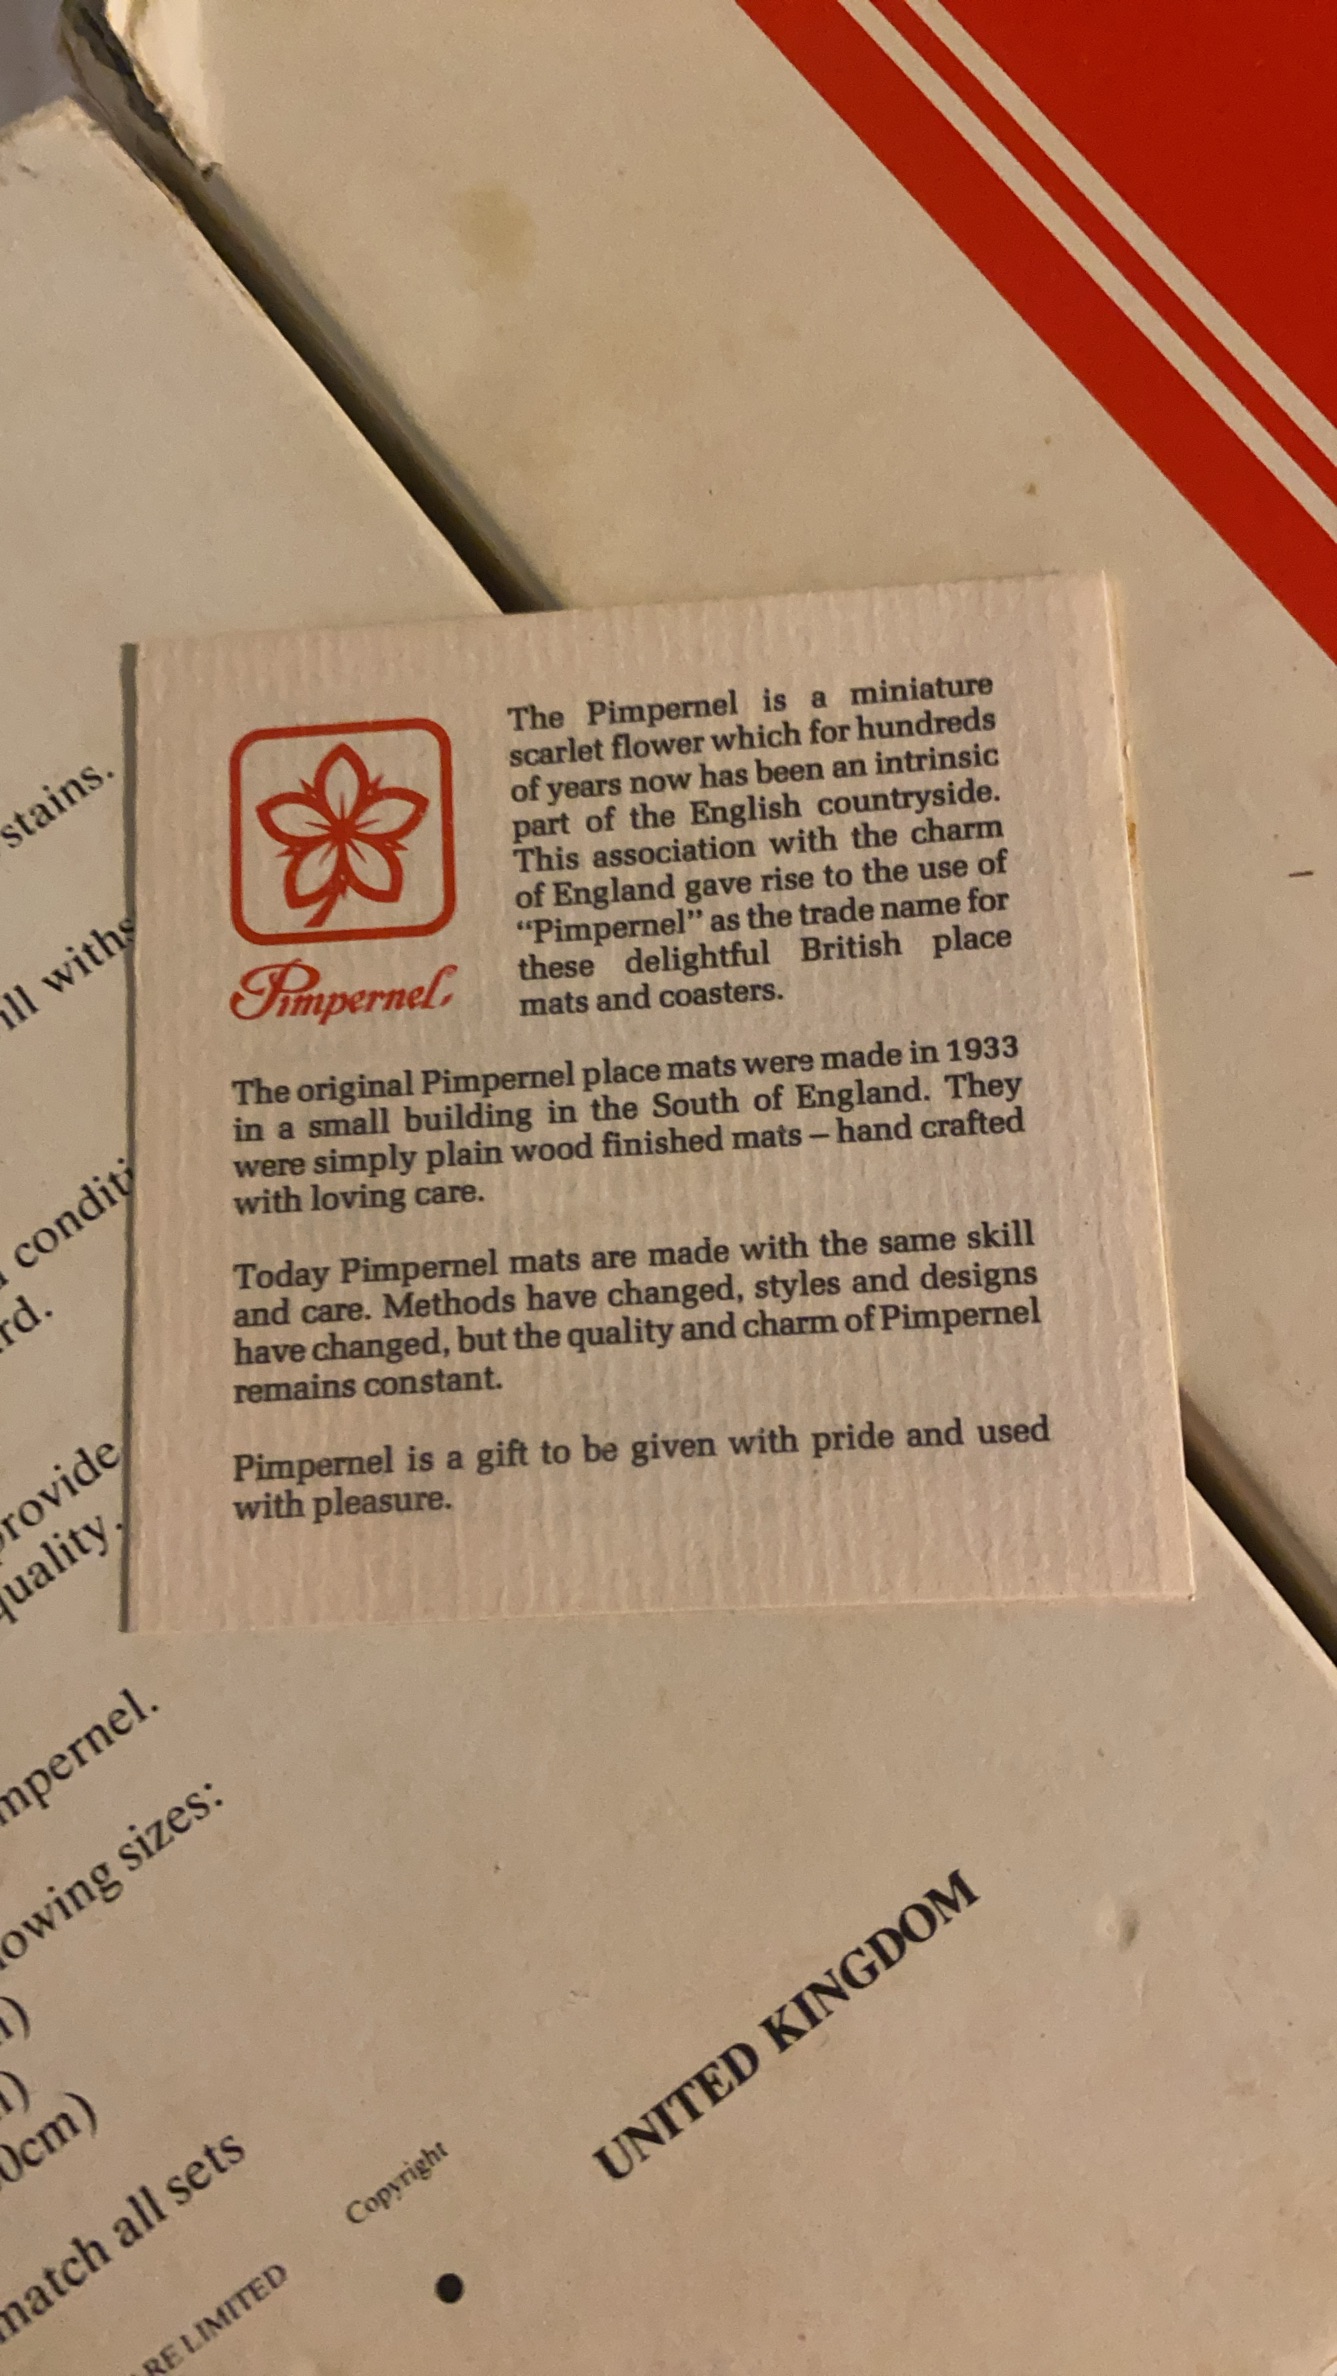 The Pimpernel is a miniature
scarlet flower which for hundreds
of years now has been an intrinsic
part of the English countryside.
This association with the charm
of England gave rise to the use of
“Pimpernel” as the trade name for
these delightful British place
mats and coasters.
Pimpernel
The original Pimpernel place mats were made in 1933
in a small building in the South of England. They
were simply plain wood finished mats – hand crafted
with loving care.
Today Pimpernel mats are made with the same skill
and care. Methods have changed, styles and designs
have changed, but the quality and charm of Pimpernel
remains constant.
Pimpernel is a gift to be given with pride and used
with pleasure.
stains.
ill withs
conditi
rd.
rovide
quality.
mpernel.
owing sizes:
0cm)
match all sets
RE LIMITED
Copyright
UNITED KINGDOM